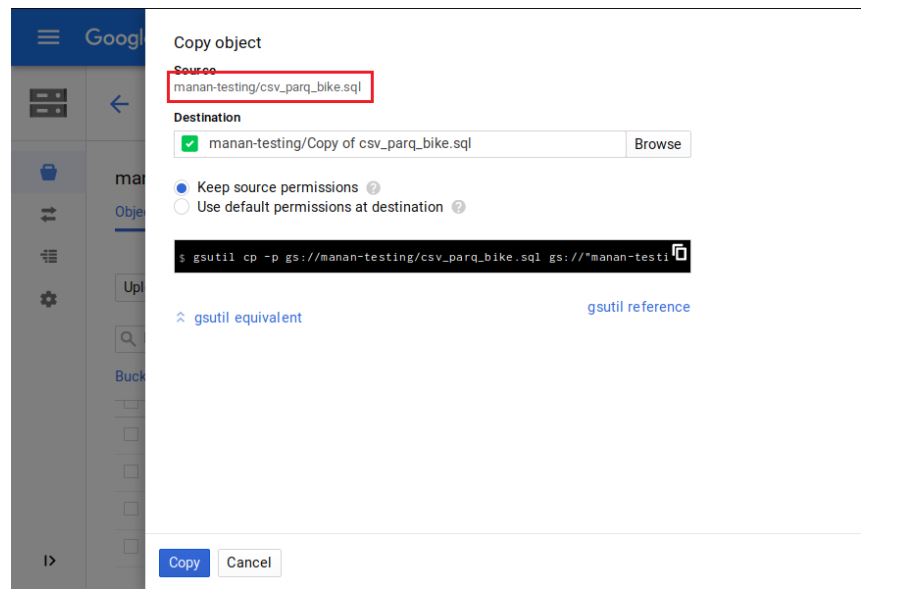 Googl
Copy object
Source
manan-testing/csv_parq_bike.sql
Destination
manan-testing/Copy of csv_parq_bike.sql Browse
mar
Keep source permissions ?
Obje
Use default permissions at destination ?
$ gsutil cp -p gs://manan-testing/csv_parq_bike.sql gs://"manan-testi
Upl
gsutil reference
gsutil equivalent
Buck
Copy Cancel